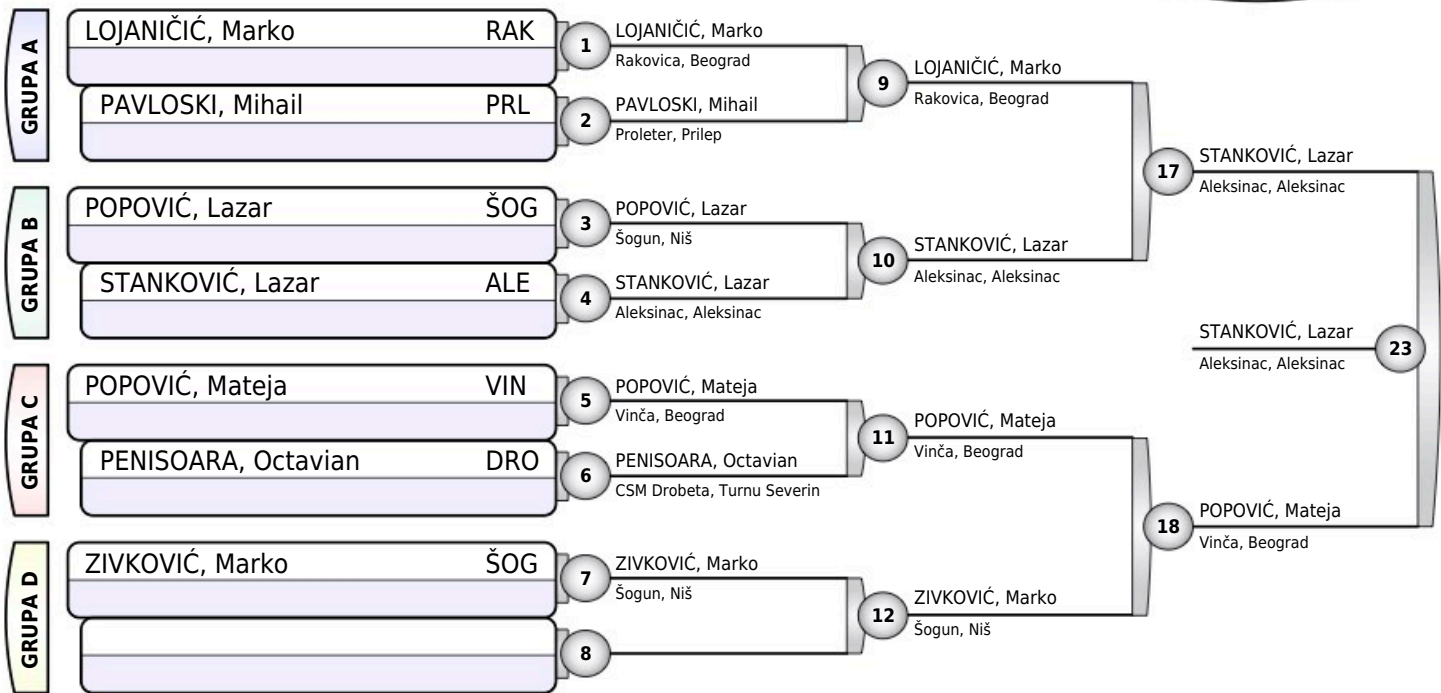 GRUPA A
LOJANIČIĆ, Marko RAK
PAVLOSKI, Mihail PRL
GRUPA B
POPOVIĆ, Lazar ŠOG
STANKOVIĆ, Lazar ALE
GRUPA C
POPOVIĆ, Mateja VIN
PENISOARA, Octavian DRO
GRUPA D
ZIVKOVIĆ, Marko ŠOG
1
LOJANIČIĆ, Marko
Rakovica, Beograd
2
PAVLOSKI, Mihail
Proleter, Prilep
3
POPOVIĆ, Lazar
Šogun, Niš
4
STANKOVIĆ, Lazar
Aleksinac, Aleksinac
5
POPOVIĆ, Mateja
Vinča, Beograd
6
PENISOARA, Octavian
CSM Drobeta, Turnu Severin
7
ZIVKOVIĆ, Marko
Šogun, Niš
8
9
LOJANIČIĆ, Marko
Rakovica, Beograd
10
STANKOVIĆ, Lazar
Aleksinac, Aleksinac
11
POPOVIĆ, Mateja
Vinča, Beograd
12
ZIVKOVIĆ, Marko
Šogun, Niš
17
STANKOVIĆ, Lazar
Aleksinac, Aleksinac
18
POPOVIĆ, Mateja
Vinča, Beograd
STANKOVIĆ, Lazar
Aleksinac, Aleksinac
23